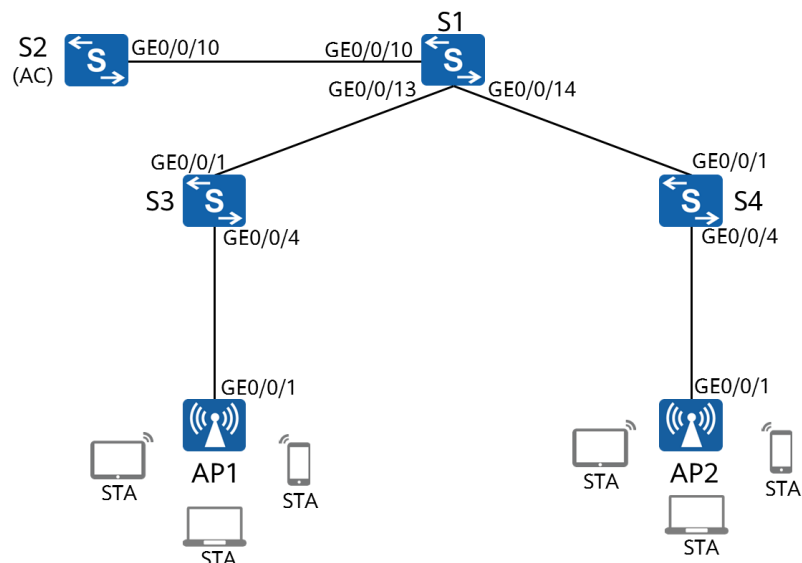 S1
S2
(AC)
GE0/0/10
GE0/0/10
S
S
GE0/0/13
GE0/0/14
GE0/0/1
GE0/0/1
S3
S
S
S4
GE0/0/4
GE0/0/4
GE0/0/1
GE0/0/1
AP1
AP2
STA
STA
STA
STA
STA
STA